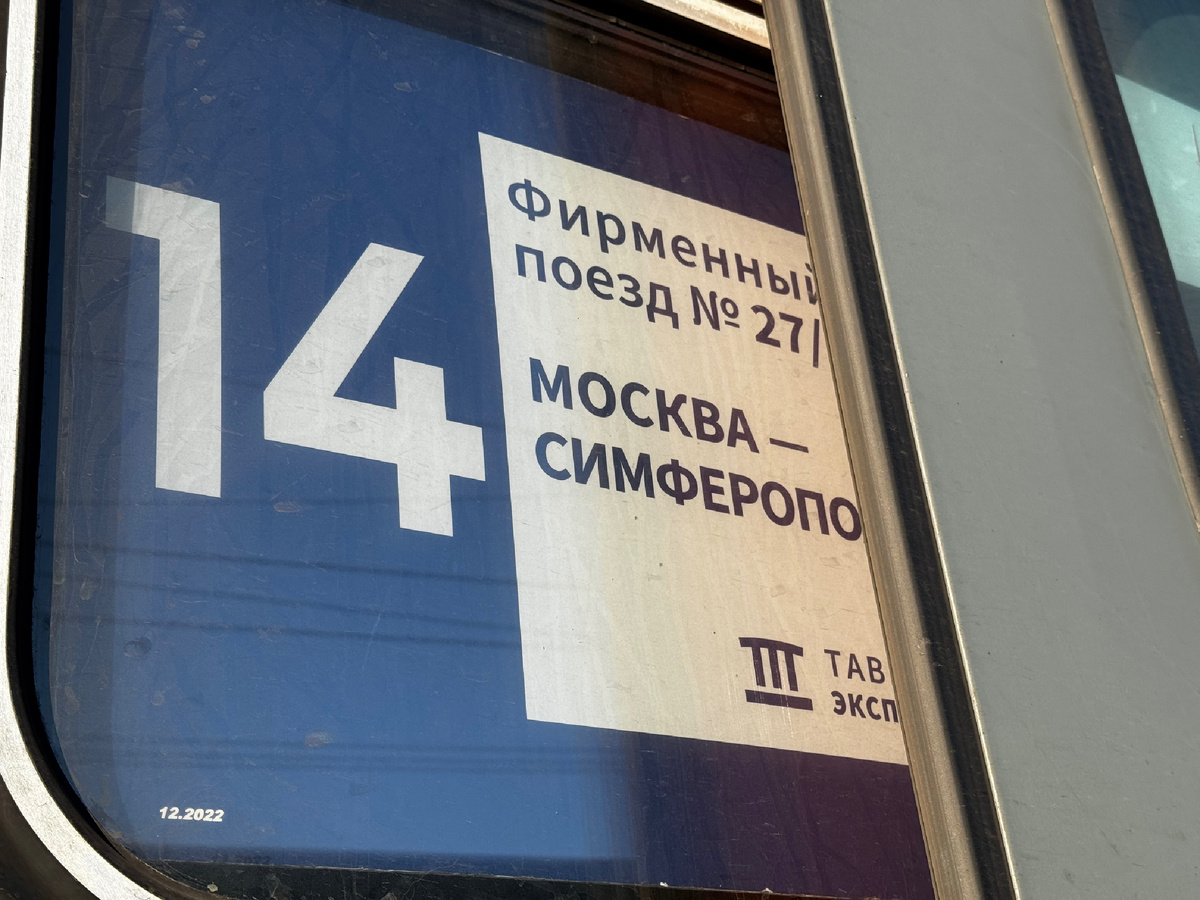 14
Фирменный
поезд № 27/
МОСКВА —
СИМФЕРОПО
ТАВ
ЭКСП
12.2022